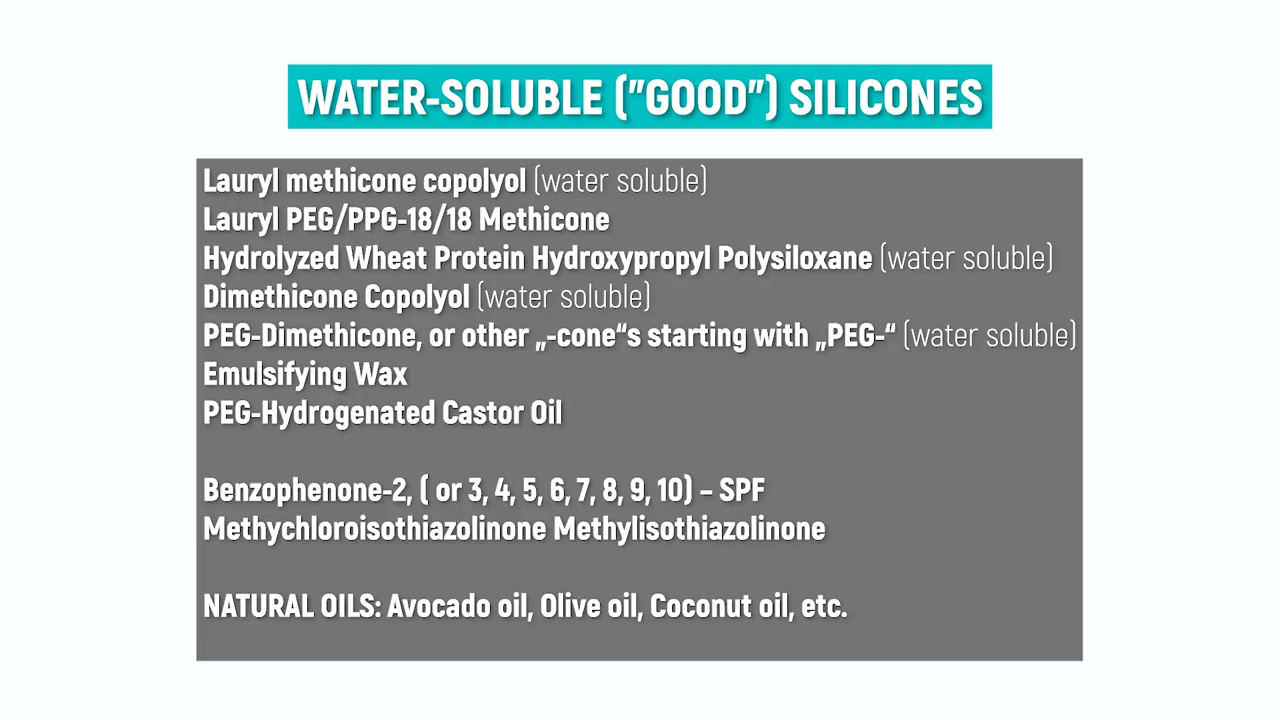 WATER-SOLUBLE ("GOOD") SILICONES
Lauryl methicone copolyol (water soluble)
Lauryl PEG/PPG-18/18 Methicone
Hydrolyzed Wheat Protein Hydroxypropyl Polysiloxane (water soluble)
Dimethicone Copolyol (water soluble)
PEG-Dimethicone, or other „-cone“s starting with „PEG-“ (water soluble)
Emulsifying Wax
PEG-Hydrogenated Castor Oil
Benzophenone-2, ( or 3, 4, 5, 6, 7, 8, 9, 10) – SPF
Methychloroisothiazolinone Methylisothiazolinone
NATURAL OILS: Avocado oil, Olive oil, Coconut oil, etc.